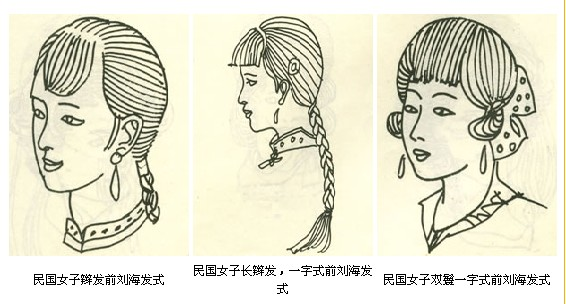 民国女子辫发前刘海发式
民国女子长辫发，一字式前刘海发
式
民国女子双鬟一字式前刘海发式